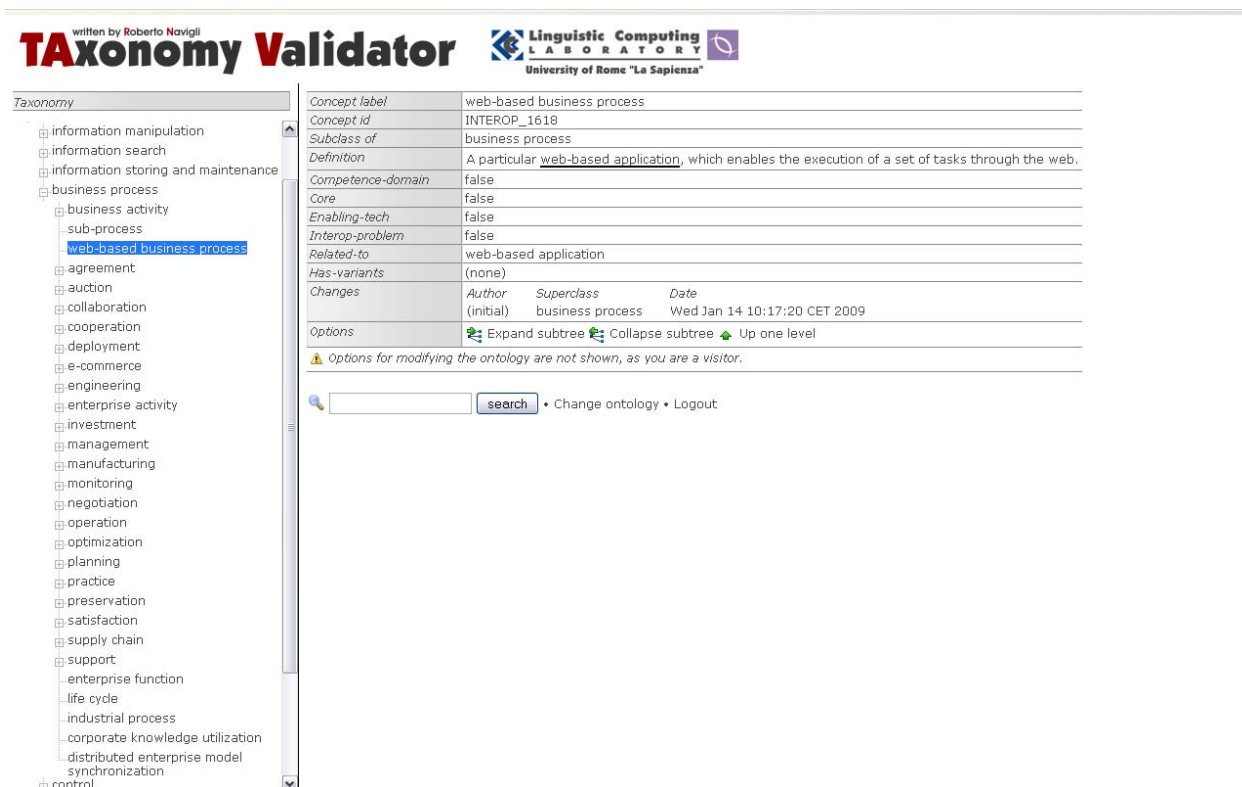 written by Roberto Navigli
TAxonomy Validator
Linguistic Computing
LABORATORY
University of Rome "La Sapienza"
Taxonomy
information manipulation
information search
information storing and maintenance
business process
business activity
sub-process
web-based business process
agreement
auction
collaboration
cooperation
deployment
e-commerce
engineering
enterprise activity
investment
management
manufacturing
monitoring
negotiation
operation
optimization
planning
practice
preservation
satisfaction
supply chain
support
enterprise function
life cycle
industrial process
corporate knowledge utilization
distributed enterprise model
synchronization
control
Concept label web-based business process
Concept id INTEROP_1618
Subclass of business process
Definition A particular web-based application, which enables the execution of a set of tasks through the web.
Competence-domain false
Core false
Enabling-tech false
Interop-problem false
Related-to web-based application
Has-variants (none)
Changes Author Superclass Date
(initial) business process Wed Jan 14 10:17:20 CET 2009
Options Expand subtree Collapse subtree Up one level
Options for modifying the ontology are not shown, as you are a visitor.
search • Change ontology • Logout